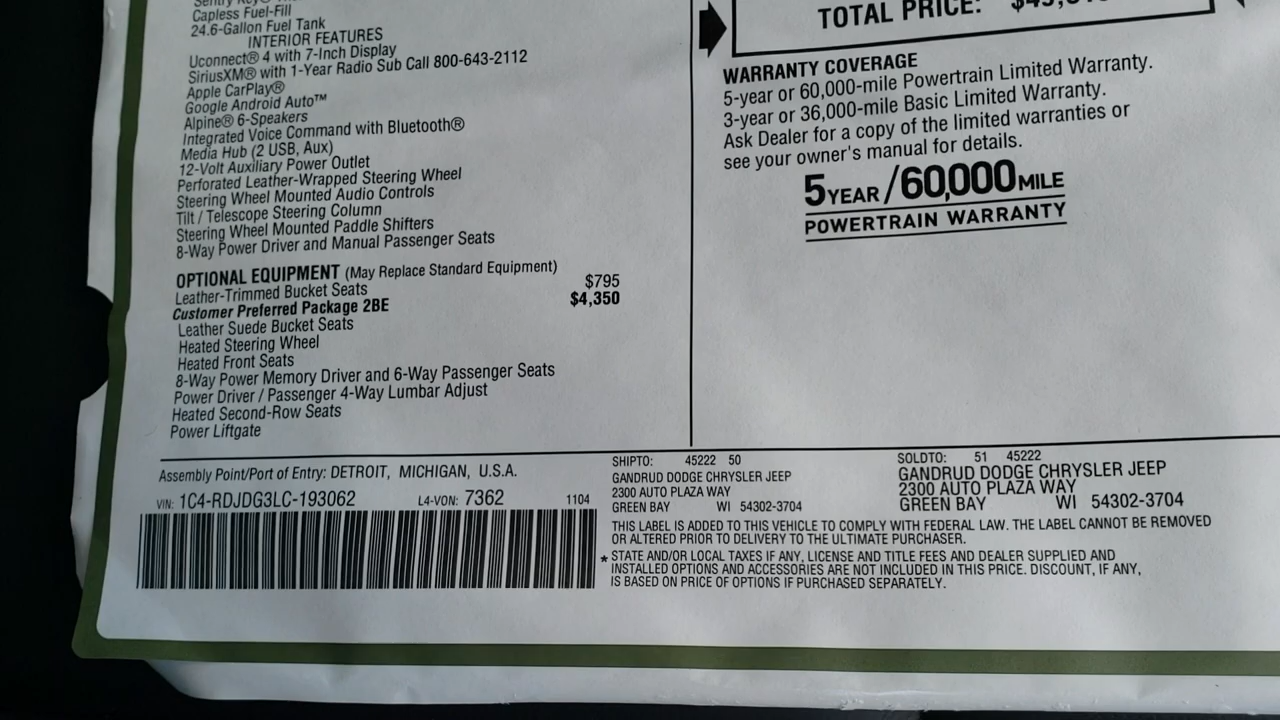 Capless Fuel-Fill
24.6-Gallon Fuel Tank
INTERIOR FEATURES
Uconnect® 4 with 7-Inch Display
SiriusXM® with 1-Year Radio Sub Call 800-643-2112
Apple CarPlay®
Google Android Auto™
Alpine® 6-Speakers
Integrated Voice Command with Bluetooth®
Media Hub (2 USB, Aux)
12-Volt Auxiliary Power Outlet
Perforated Leather-Wrapped Steering Wheel
Steering Wheel Mounted Audio Controls
Tilt / Telescope Steering Column
Steering Wheel Mounted Paddle Shifters
8-Way Power Driver and Manual Passenger Seats
OPTIONAL EQUIPMENT (May Replace Standard Equipment)
Leather-Trimmed Bucket Seats $795
Customer Preferred Package 2BE $4,350
Leather Suede Bucket Seats
Heated Steering Wheel
Heated Front Seats
8-Way Power Memory Driver and 6-Way Passenger Seats
Power Driver / Passenger 4-Way Lumbar Adjust
Heated Second-Row Seats
Power Liftgate
TOTAL PRICE:
WARRANTY COVERAGE
5-year or 60,000-mile Powertrain Limited Warranty.
3-year or 36,000-mile Basic Limited Warranty.
Ask Dealer for a copy of the limited warranties or
see your owner's manual for details.
5 YEAR / 60,000 MILE
POWERTRAIN WARRANTY
Assembly Point/Port of Entry: DETROIT, MICHIGAN, U.S.A.
VIN: 1C4-RDJDG3LC-193062 L4-VON: 7362 1104
SHIPTO: 45222 50
GANDRUD DODGE CHRYSLER JEEP
2300 AUTO PLAZA WAY
GREEN BAY WI 54302-3704
SOLDTO: 51 45222
GANDRUD DODGE CHRYSLER JEEP
2300 AUTO PLAZA WAY
GREEN BAY WI 54302-3704
THIS LABEL IS ADDED TO THIS VEHICLE TO COMPLY WITH FEDERAL LAW. THE LABEL CANNOT BE REMOVED
OR ALTERED PRIOR TO DELIVERY TO THE ULTIMATE PURCHASER.
* STATE AND/OR LOCAL TAXES IF ANY, LICENSE AND TITLE FEES AND DEALER SUPPLIED AND
INSTALLED OPTIONS AND ACCESSORIES ARE NOT INCLUDED IN THIS PRICE. DISCOUNT, IF ANY,
IS BASED ON PRICE OF OPTIONS IF PURCHASED SEPARATELY.